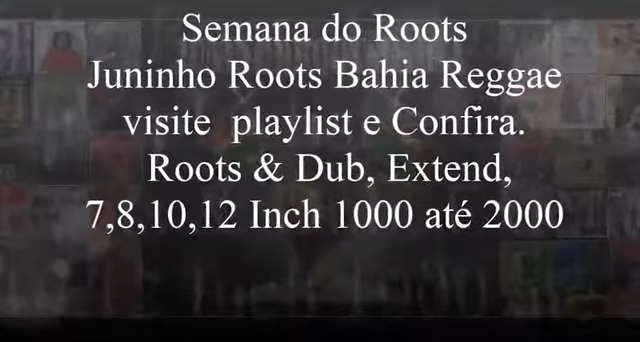 Semana do Roots
Juninho Roots Bahia Reggae
visite playlist e Confira.
Roots & Dub, Extend,
7,8,10,12 Inch 1000 até 2000